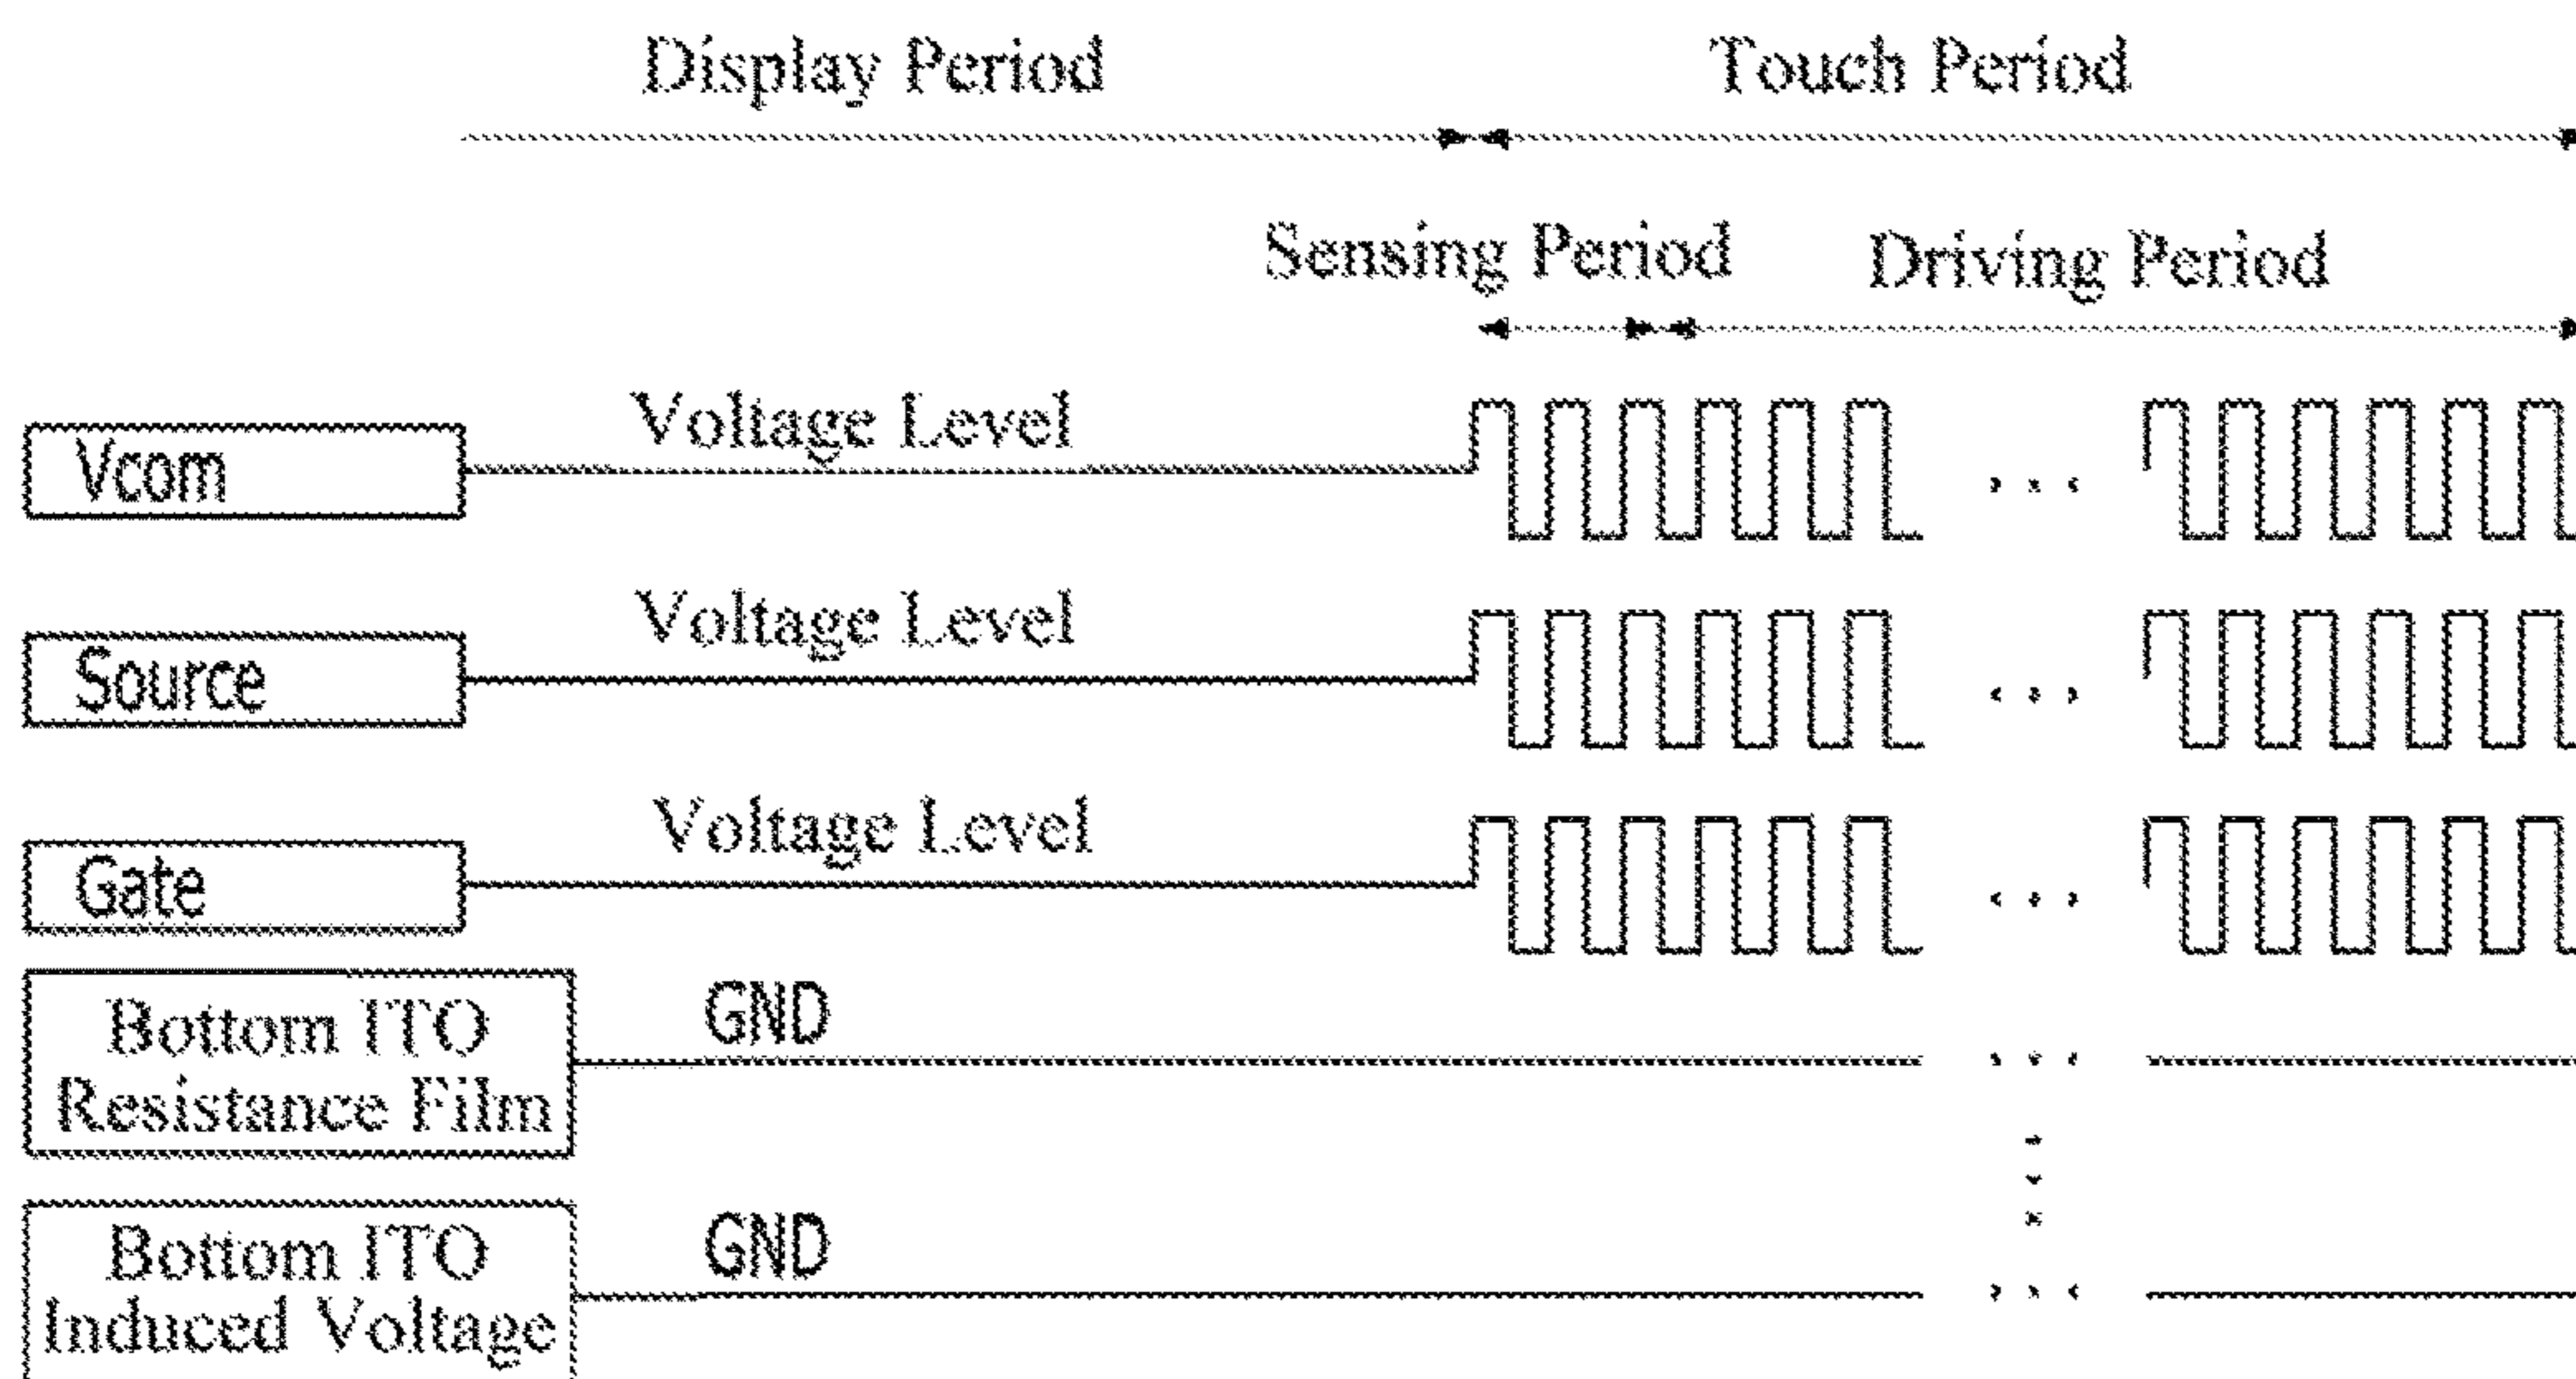 Display Period
Touch Period
Sensing Period
Driving Period
Voltage Level
Vcom
Voltage Level
Source
Voltage Level
Gate
GND
Bottom ITO
Resistance Film
GND
Bottom ITO
Induced Voltage